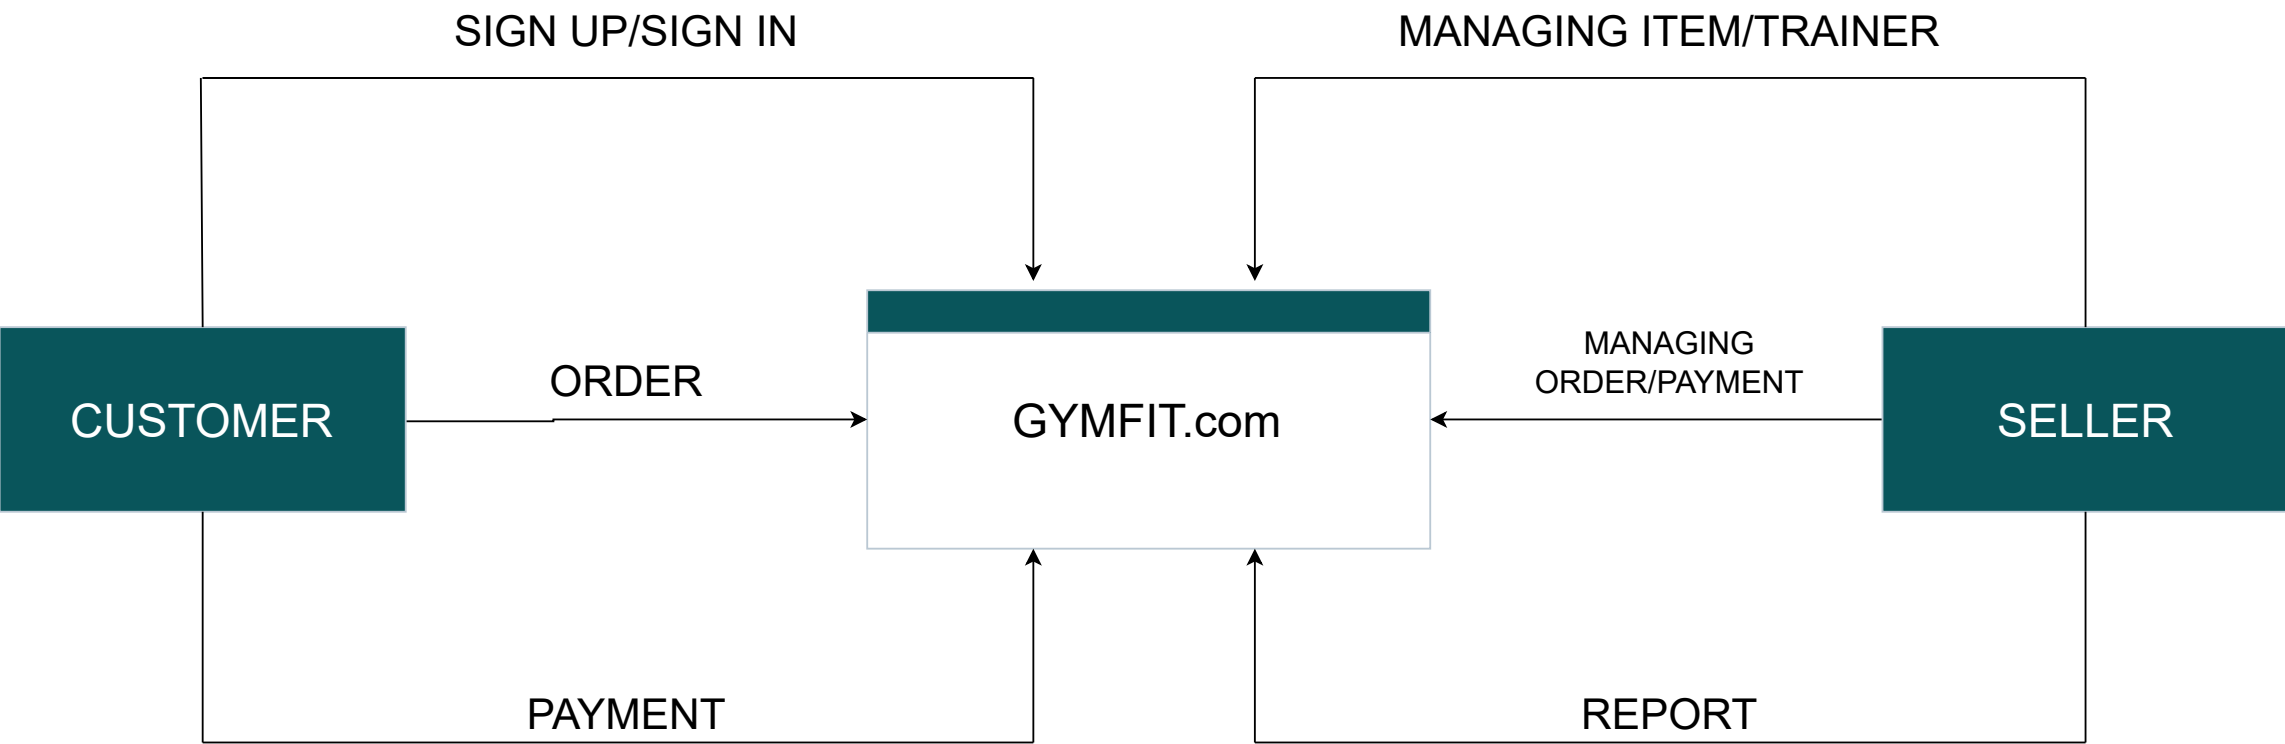 SIGN UP/SIGN IN
MANAGING ITEM/TRAINER
CUSTOMER
ORDER
GYMFIT.com
MANAGING
ORDER/PAYMENT
SELLER
PAYMENT
REPORT